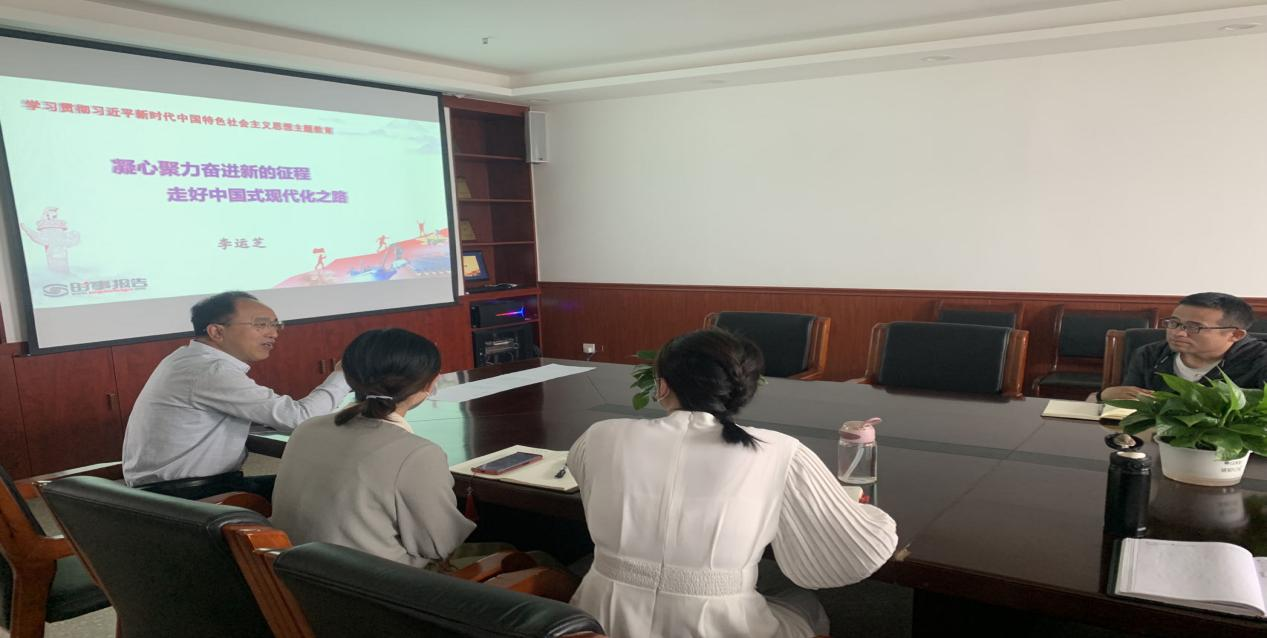 学习贯彻习近平新时代中国特色社会主义思想主题教育
凝心聚力奋进新的征程
走好中国式现代化之路
李运芝
时事报告